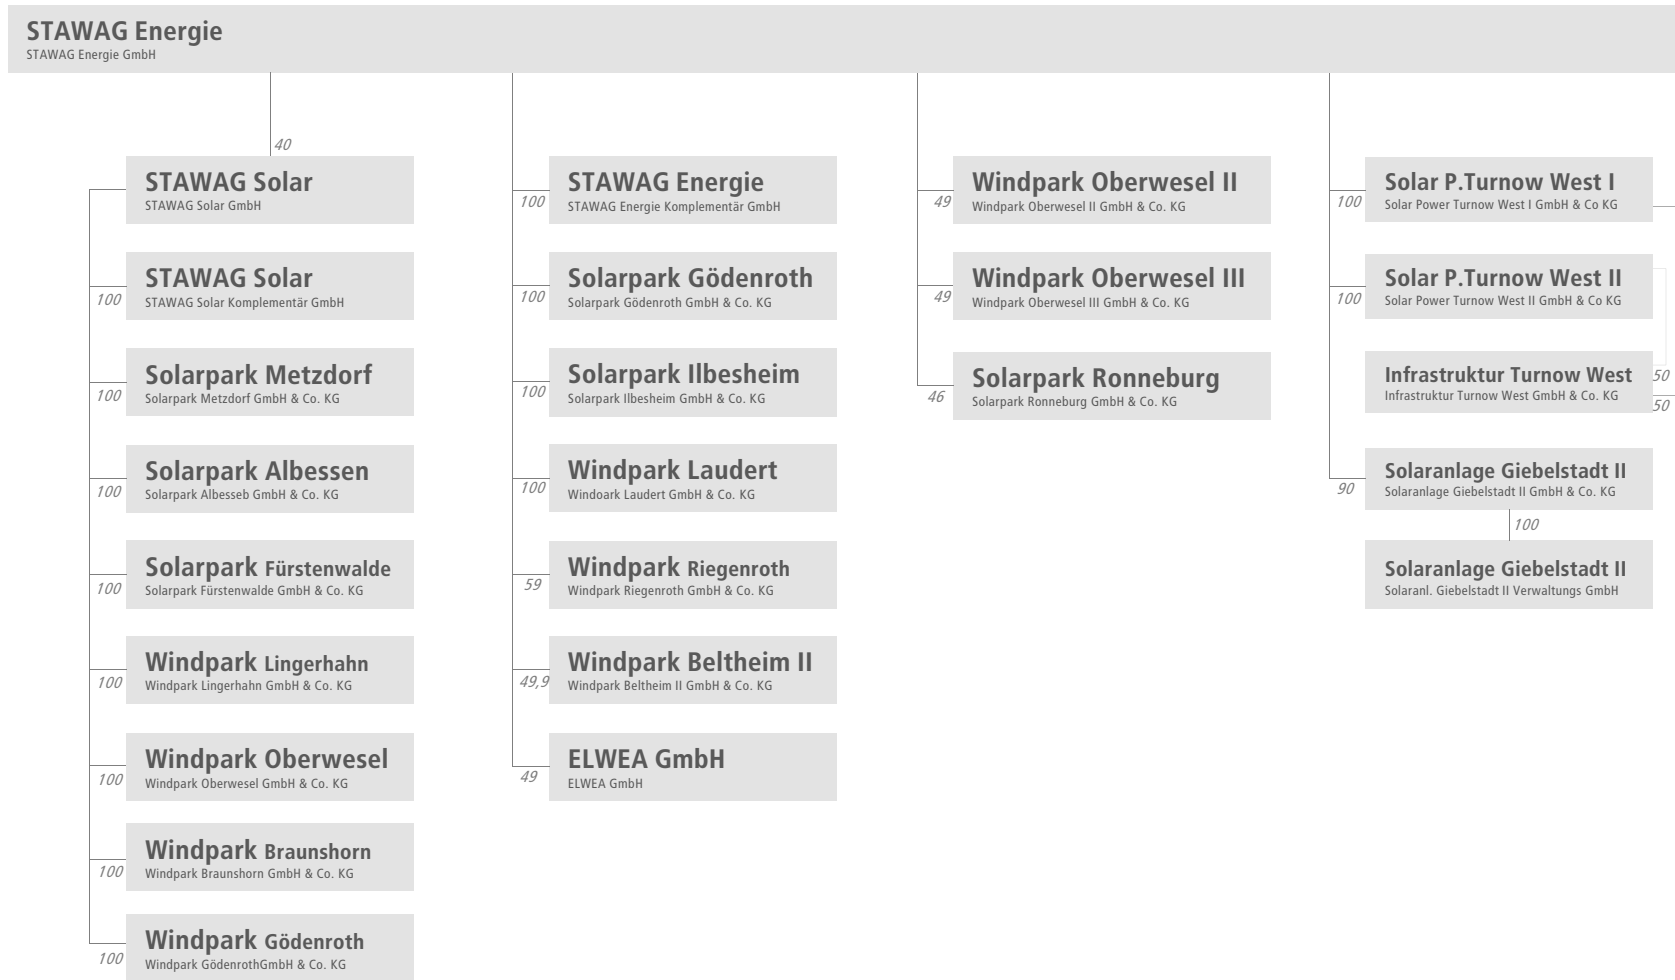 STAWAG Energie
STAWAG Energie GmbH
40
STAWAG Solar
STAWAG Solar GmbH
100
STAWAG Solar
STAWAG Solar Komplementär GmbH
100
Solarpark Metzdorf
Solarpark Metzdorf GmbH & Co. KG
100
Solarpark Albessen
Solarpark Albesseb GmbH & Co. KG
100
Solarpark Fürstenwalde
Solarpark Fürstenwalde GmbH & Co. KG
100
Windpark Lingerhahn
Windpark Lingerhahn GmbH & Co. KG
100
Windpark Oberwesel
Windpark Oberwesel GmbH & Co. KG
100
Windpark Braunshorn
Windpark Braunshorn GmbH & Co. KG
100
Windpark Gödenroth
Windpark GödenrothGmbH & Co. KG
100
STAWAG Energie
STAWAG Energie Komplementär GmbH
100
Solarpark Gödenroth
Solarpark Gödenroth GmbH & Co. KG
100
Solarpark Ilbesheim
Solarpark Ilbesheim GmbH & Co. KG
100
Windpark Laudert
Windoark Laudert GmbH & Co. KG
59
Windpark Riegenroth
Windpark Riegenroth GmbH & Co. KG
49,9
Windpark Beltheim II
Windpark Beltheim II GmbH & Co. KG
49
ELWEA GmbH
ELWEA GmbH
49
Windpark Oberwesel II
Windpark Oberwesel II GmbH & Co. KG
49
Windpark Oberwesel III
Windpark Oberwesel III GmbH & Co. KG
46
Solarpark Ronneburg
Solarpark Ronneburg GmbH & Co. KG
100
Solar P.Turnow West I
Solar Power Turnow West I GmbH & Co KG
100
Solar P.Turnow West II
Solar Power Turnow West II GmbH & Co KG
Infrastruktur Turnow West
Infrastruktur Turnow West GmbH & Co. KG
50
50
90
Solaranlage Giebelstadt II
Solaranlage Giebelstadt II GmbH & Co. KG
100
Solaranlage Giebelstadt II
Solaranl. Giebelstadt II Verwaltungs GmbH